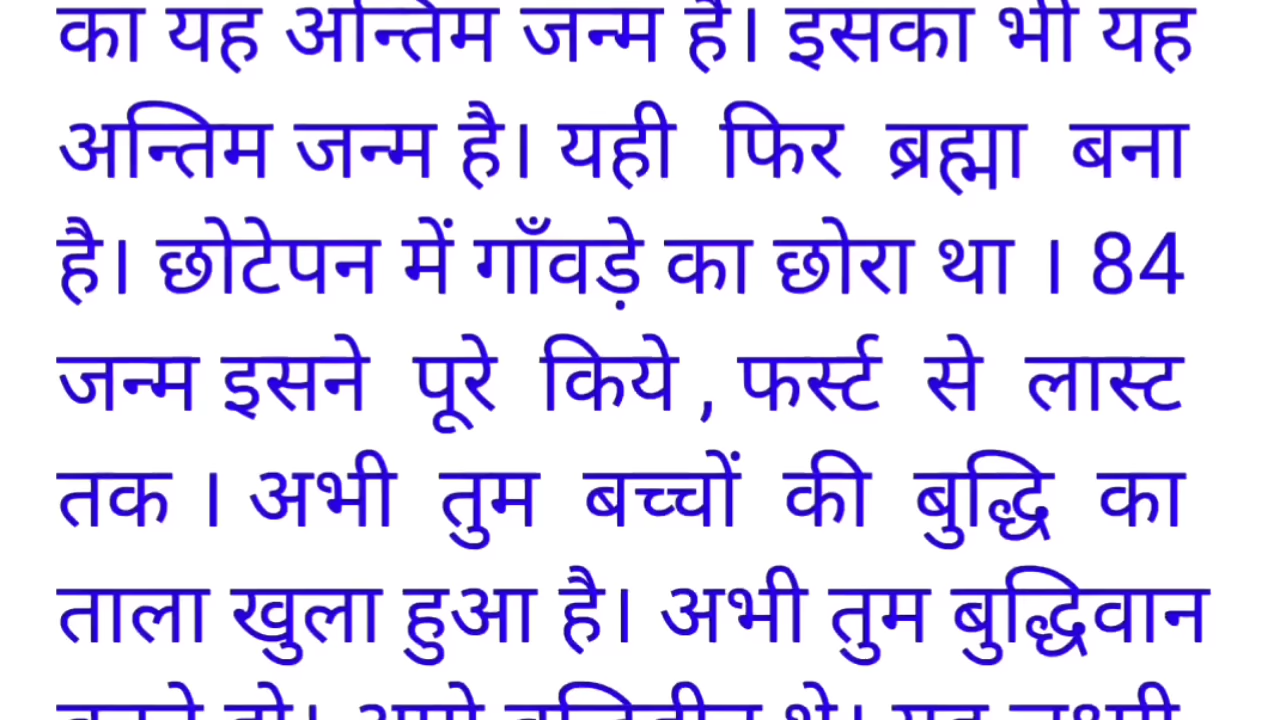 का यह अन्तिम जन्म है। इसका भी यह
अन्तिम जन्म है। यही फिर ब्रह्मा बना
है। छोटेपन में गाँवड़े का छोरा था । 84
जन्म इसने पूरे किये , फर्स्ट से लास्ट
तक । अभी तुम बच्चों की बुद्धि का
ताला खुला हुआ है। अभी तुम बुद्धिवान